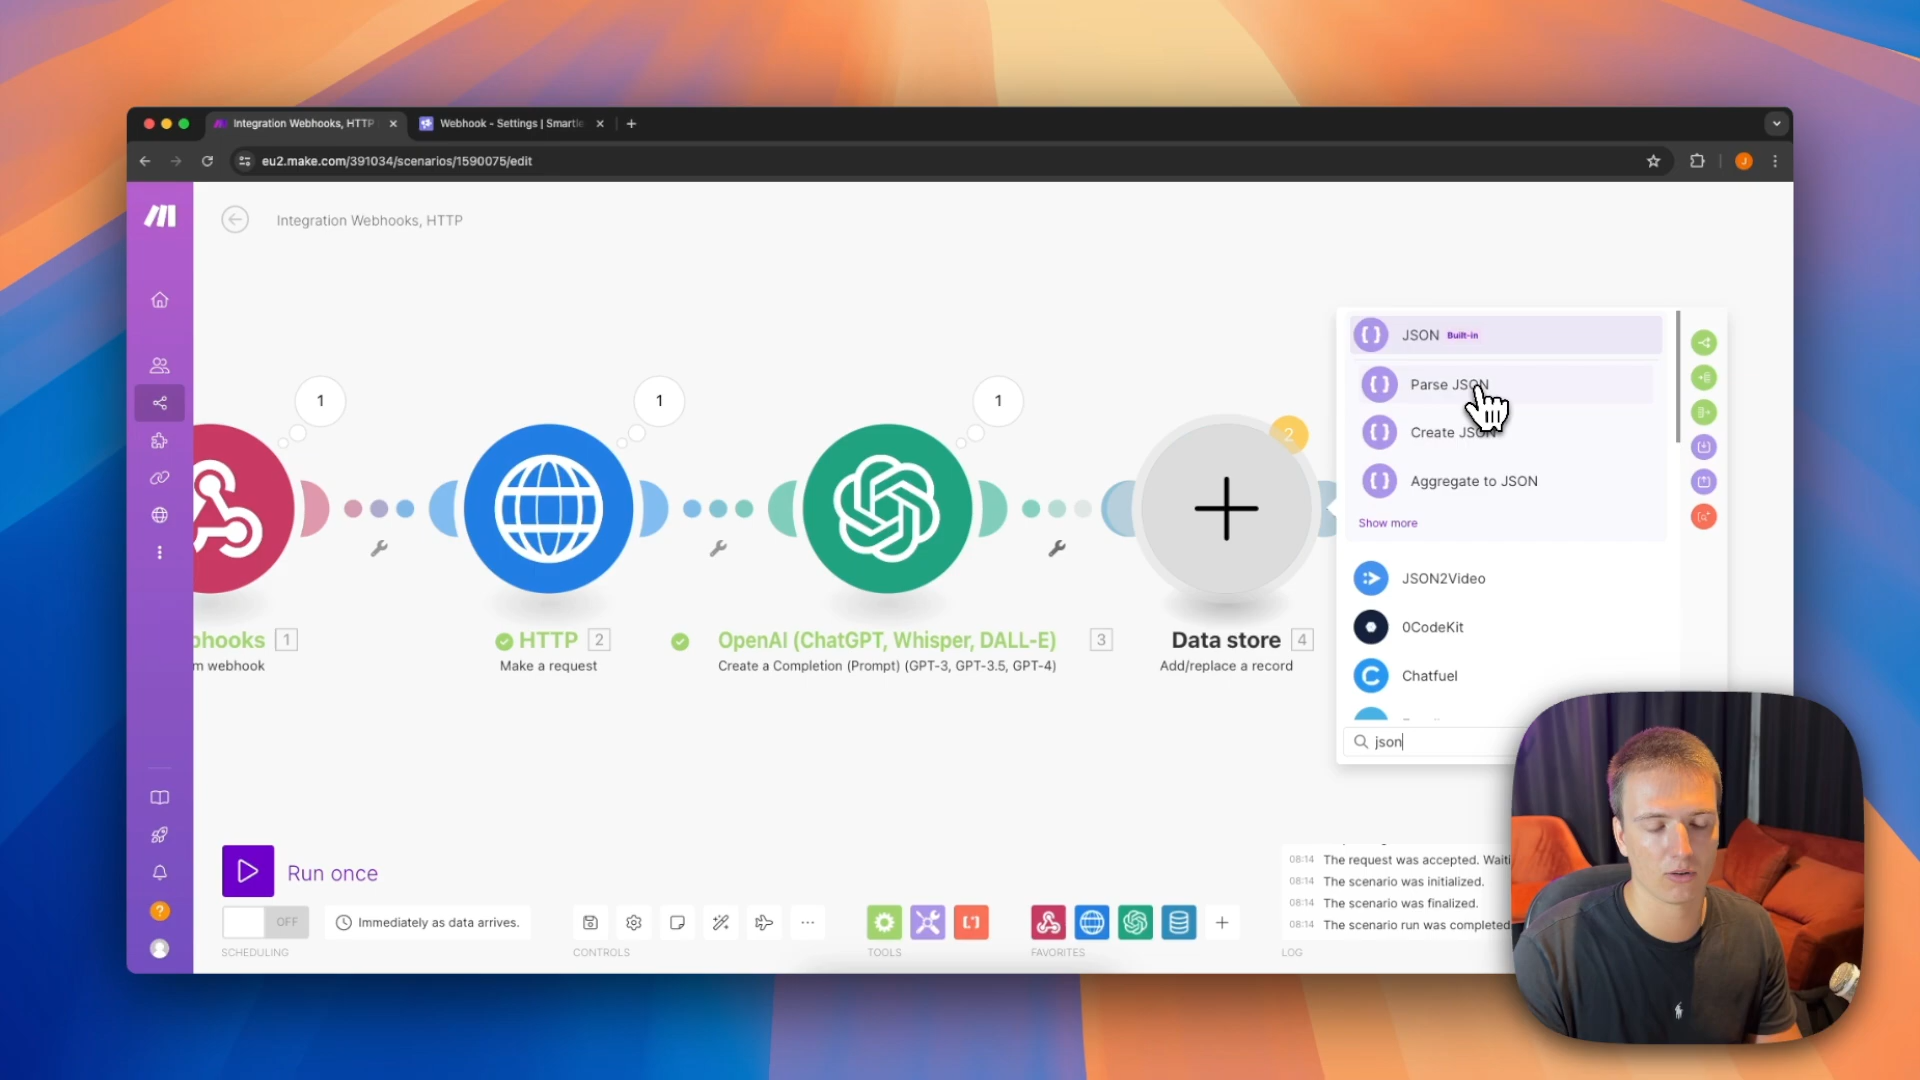 Integration Webhooks, HTTP
Webhook - Settings | Smartle
eu2.make.com/391034/scenarios/1590075/edit
J
Integration Webhooks, HTTP
1
1
1
2
JSON Built-in
Parse JSON
Create JSON
Aggregate to JSON
Show more
JSON2Video
0CodeKit
Chatfuel
json
bhooks 1
m webhook
HTTP 2
Make a request
OpenAI (ChatGPT, Whisper, DALL-E) 3
Create a Completion (Prompt) (GPT-3, GPT-3.5, GPT-4)
Data store 4
Add/replace a record
Run once
OFF
Immediately as data arrives.
SCHEDULING
CONTROLS
TOOLS
FAVORITES
08:14 The request was accepted. Waiti
08:14 The scenario was initialized.
08:14 The scenario was finalized.
08:14 The scenario run was completed
LOG